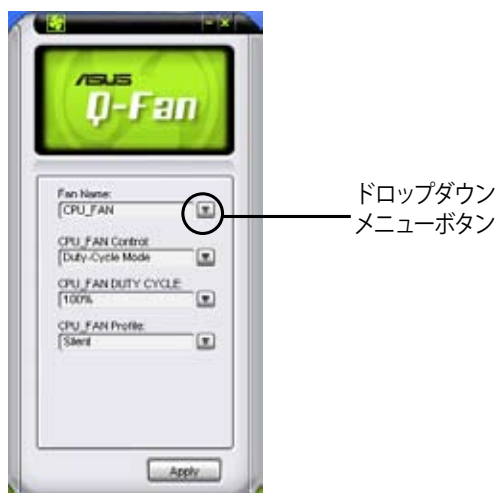 ASUS
Q-Fan
Fan Name:
CPU_FAN
CPU_FAN Control:
Duty-Cycle Mode
CPU_FAN DUTY CYCLE:
100%
CPU_FAN Profile:
Silent
Apply
ドロップダウン
メニューボタン